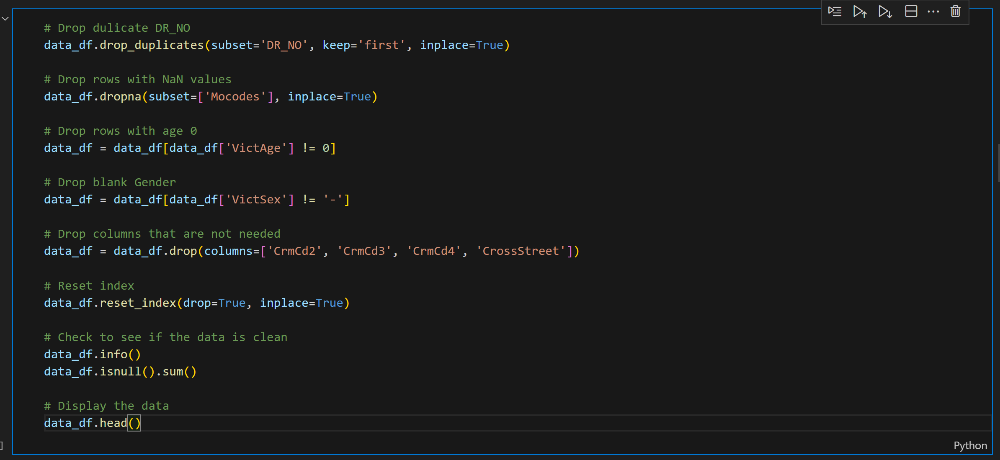 # Drop dulicate DR_NO
data_df.drop_duplicates(subset='DR_NO', keep='first', inplace=True)
# Drop rows with NaN values
data_df.dropna(subset=['Mocodes'], inplace=True)
# Drop rows with age 0
data_df = data_df[data_df['VictAge'] != 0]
# Drop blank Gender
data_df = data_df[data_df['VictSex'] != '-']
# Drop columns that are not needed
data_df = data_df.drop(columns=['CrmCd2', 'CrmCd3', 'CrmCd4', 'CrossStreet'])
# Reset index
data_df.reset_index(drop=True, inplace=True)
# Check to see if the data is clean
data_df.info()
data_df.isnull().sum()
# Display the data
data_df.head()
]
Python